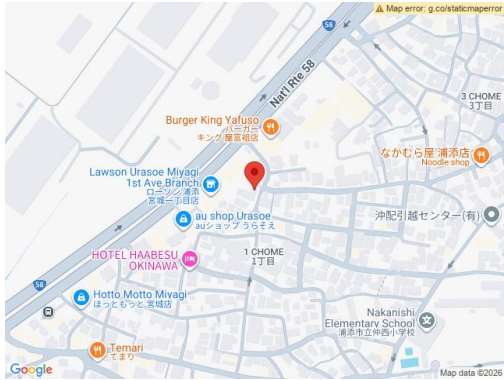 Map error: g.co/staticmaperror
58
Nat'l Rte 58
3 CHOME
3丁目
Burger King Yafuso
バーガー
キング 屋富祖店
なかむら屋 浦添店
Noodle shop
Lawson Urasoe Miyagi
1st Ave Branch
ローソン 浦添
宮城一丁目店
au shop Urasoe
auショップ うらそえ
沖配引越センター(有)
HOTEL HAABESU
OKINAWA
1 CHOME
1丁目
58
Hotto Motto Miyagi
ほっともっと 宮城店
Nakanishi
Elementary School
浦添市立仲西小学校
Temari
てまり
58
Google
Map data ©2026